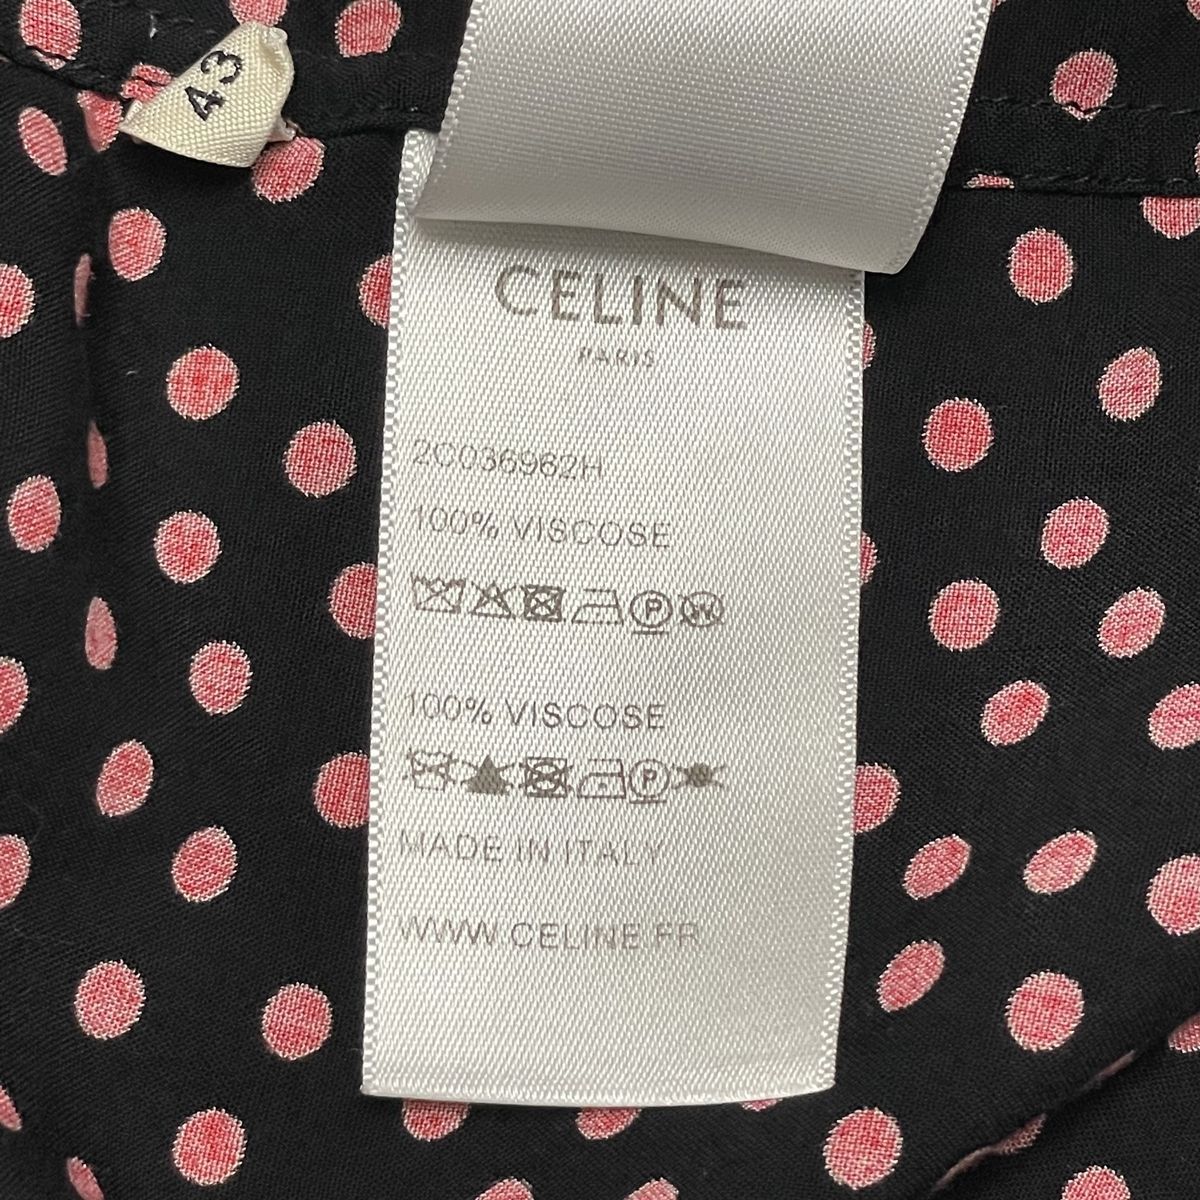 43
CELINE
PARIS
2C036962H
100% VISCOSE
P W
100% VISCOSE
P
MADE IN ITALY
WWW.CELINE.FR